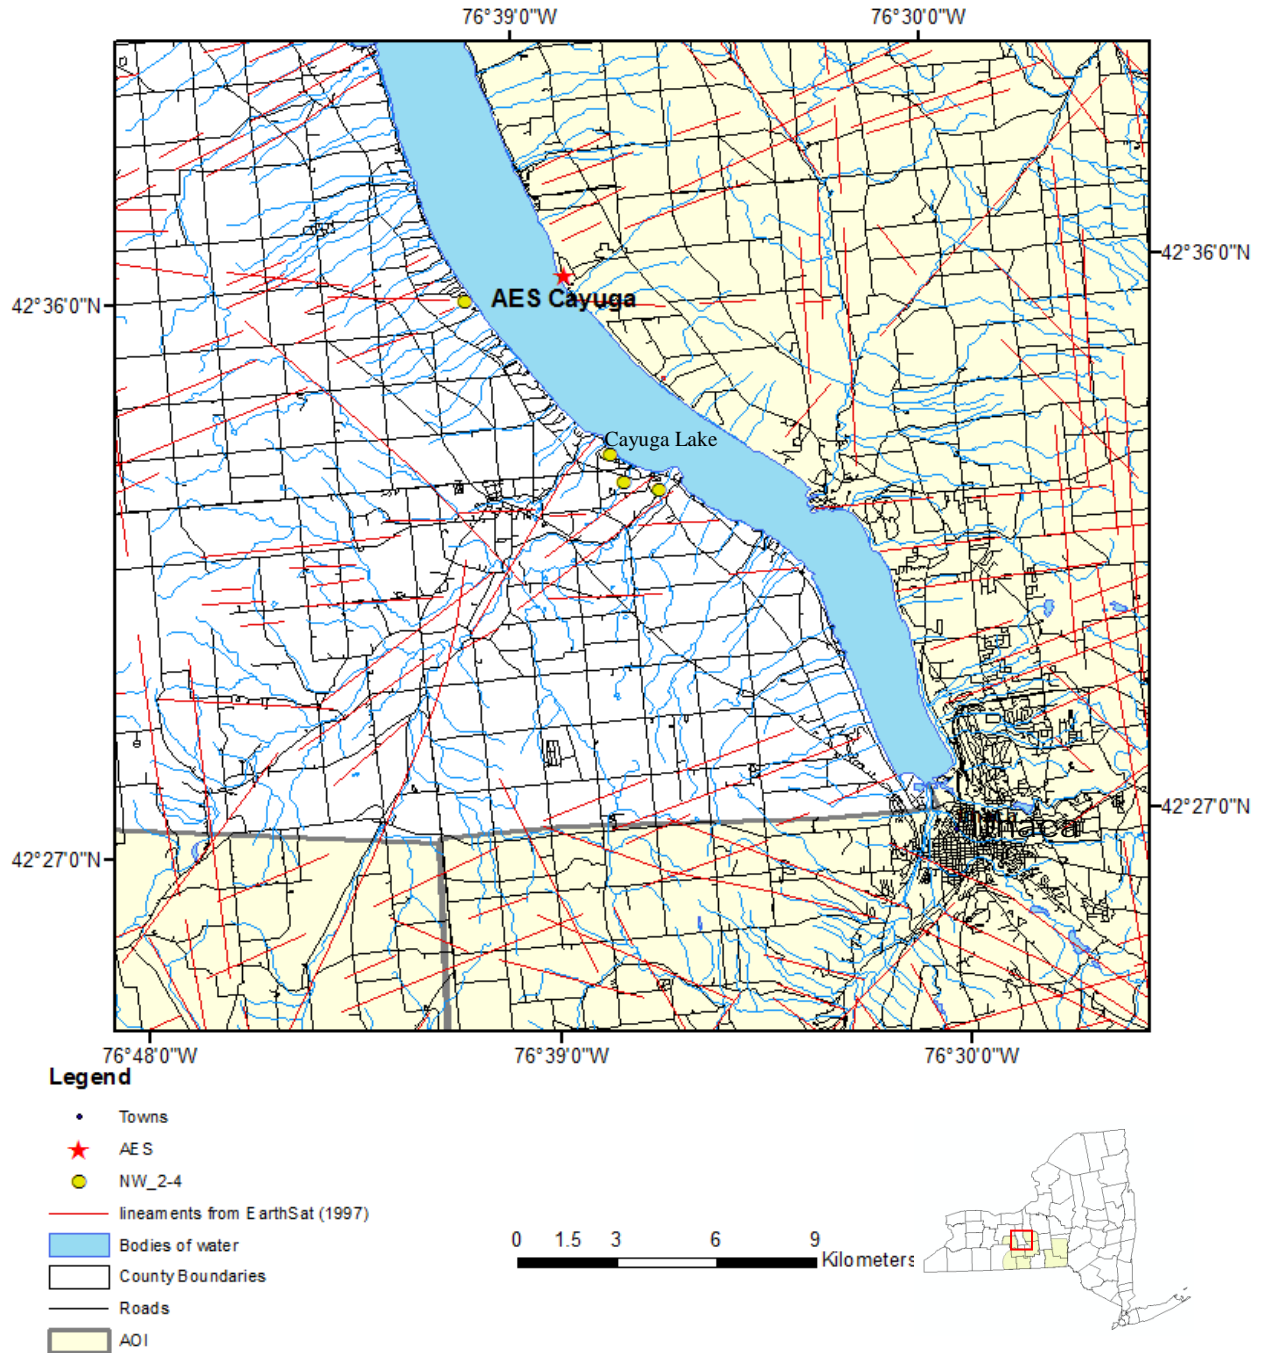 76°39'0"W
76°30'0"W
42°36'0"N
42°36'0"N
AES Cayuga
Cayuga Lake
42°27'0"N
42°27'0"N
Ithaca
76°48'0"W
76°39'0"W
76°30'0"W
Legend
Towns
AES
NW_2-4
lineaments from EarthSat (1997)
Bodies of water
County Boundaries
Roads
AOI
0 1.5 3 6 9
Kilometers